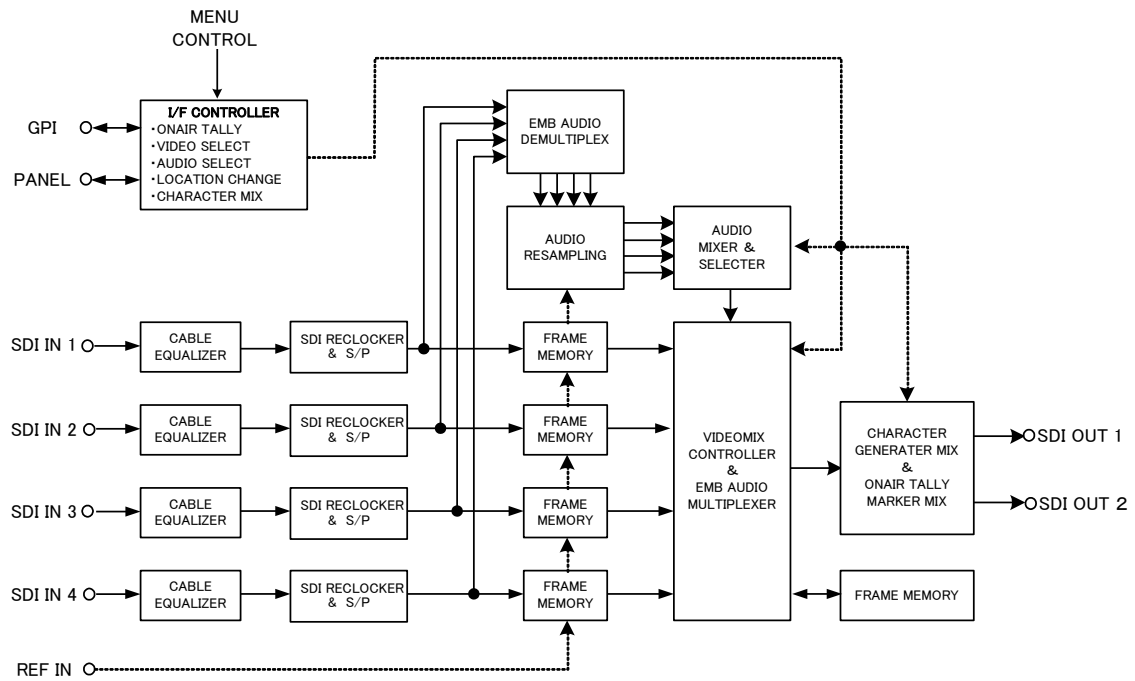 MENU
CONTROL
GPI
PANEL
I/F CONTROLLER
・ONAIR TALLY
・VIDEO SELECT
・AUDIO SELECT
・LOCATION CHANGE
・CHARACTER MIX
EMB AUDIO
DEMULTIPLEX
AUDIO
RESAMPLING
AUDIO
MIXER &
SELECTER
SDI IN 1
CABLE
EQUALIZER
SDI RECLOCKER
& S/P
FRAME
MEMORY
SDI IN 2
CABLE
EQUALIZER
SDI RECLOCKER
& S/P
FRAME
MEMORY
SDI IN 3
CABLE
EQUALIZER
SDI RECLOCKER
& S/P
FRAME
MEMORY
SDI IN 4
CABLE
EQUALIZER
SDI RECLOCKER
& S/P
FRAME
MEMORY
REF IN
VIDEOMIX
CONTROLLER
&
EMB AUDIO
MULTIPLEXER
CHARACTER
GENERATER MIX
&
ONAIR TALLY
MARKER MIX
SDI OUT 1
SDI OUT 2
FRAME MEMORY